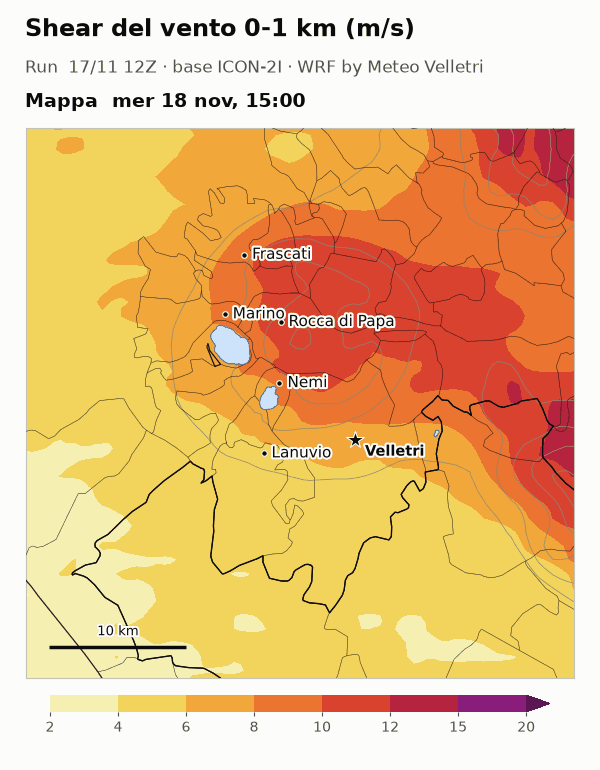 Shear del vento 0-1 km (m/s)
Run 17/11 12Z · base ICON-2I · WRF by Meteo Velletri
Mappa mer 18 nov, 15:00
Frascati
Marino
Rocca di Papa
Nemi
Velletri
Lanuvio
10 km
2 4 6 8 10 12 15 20